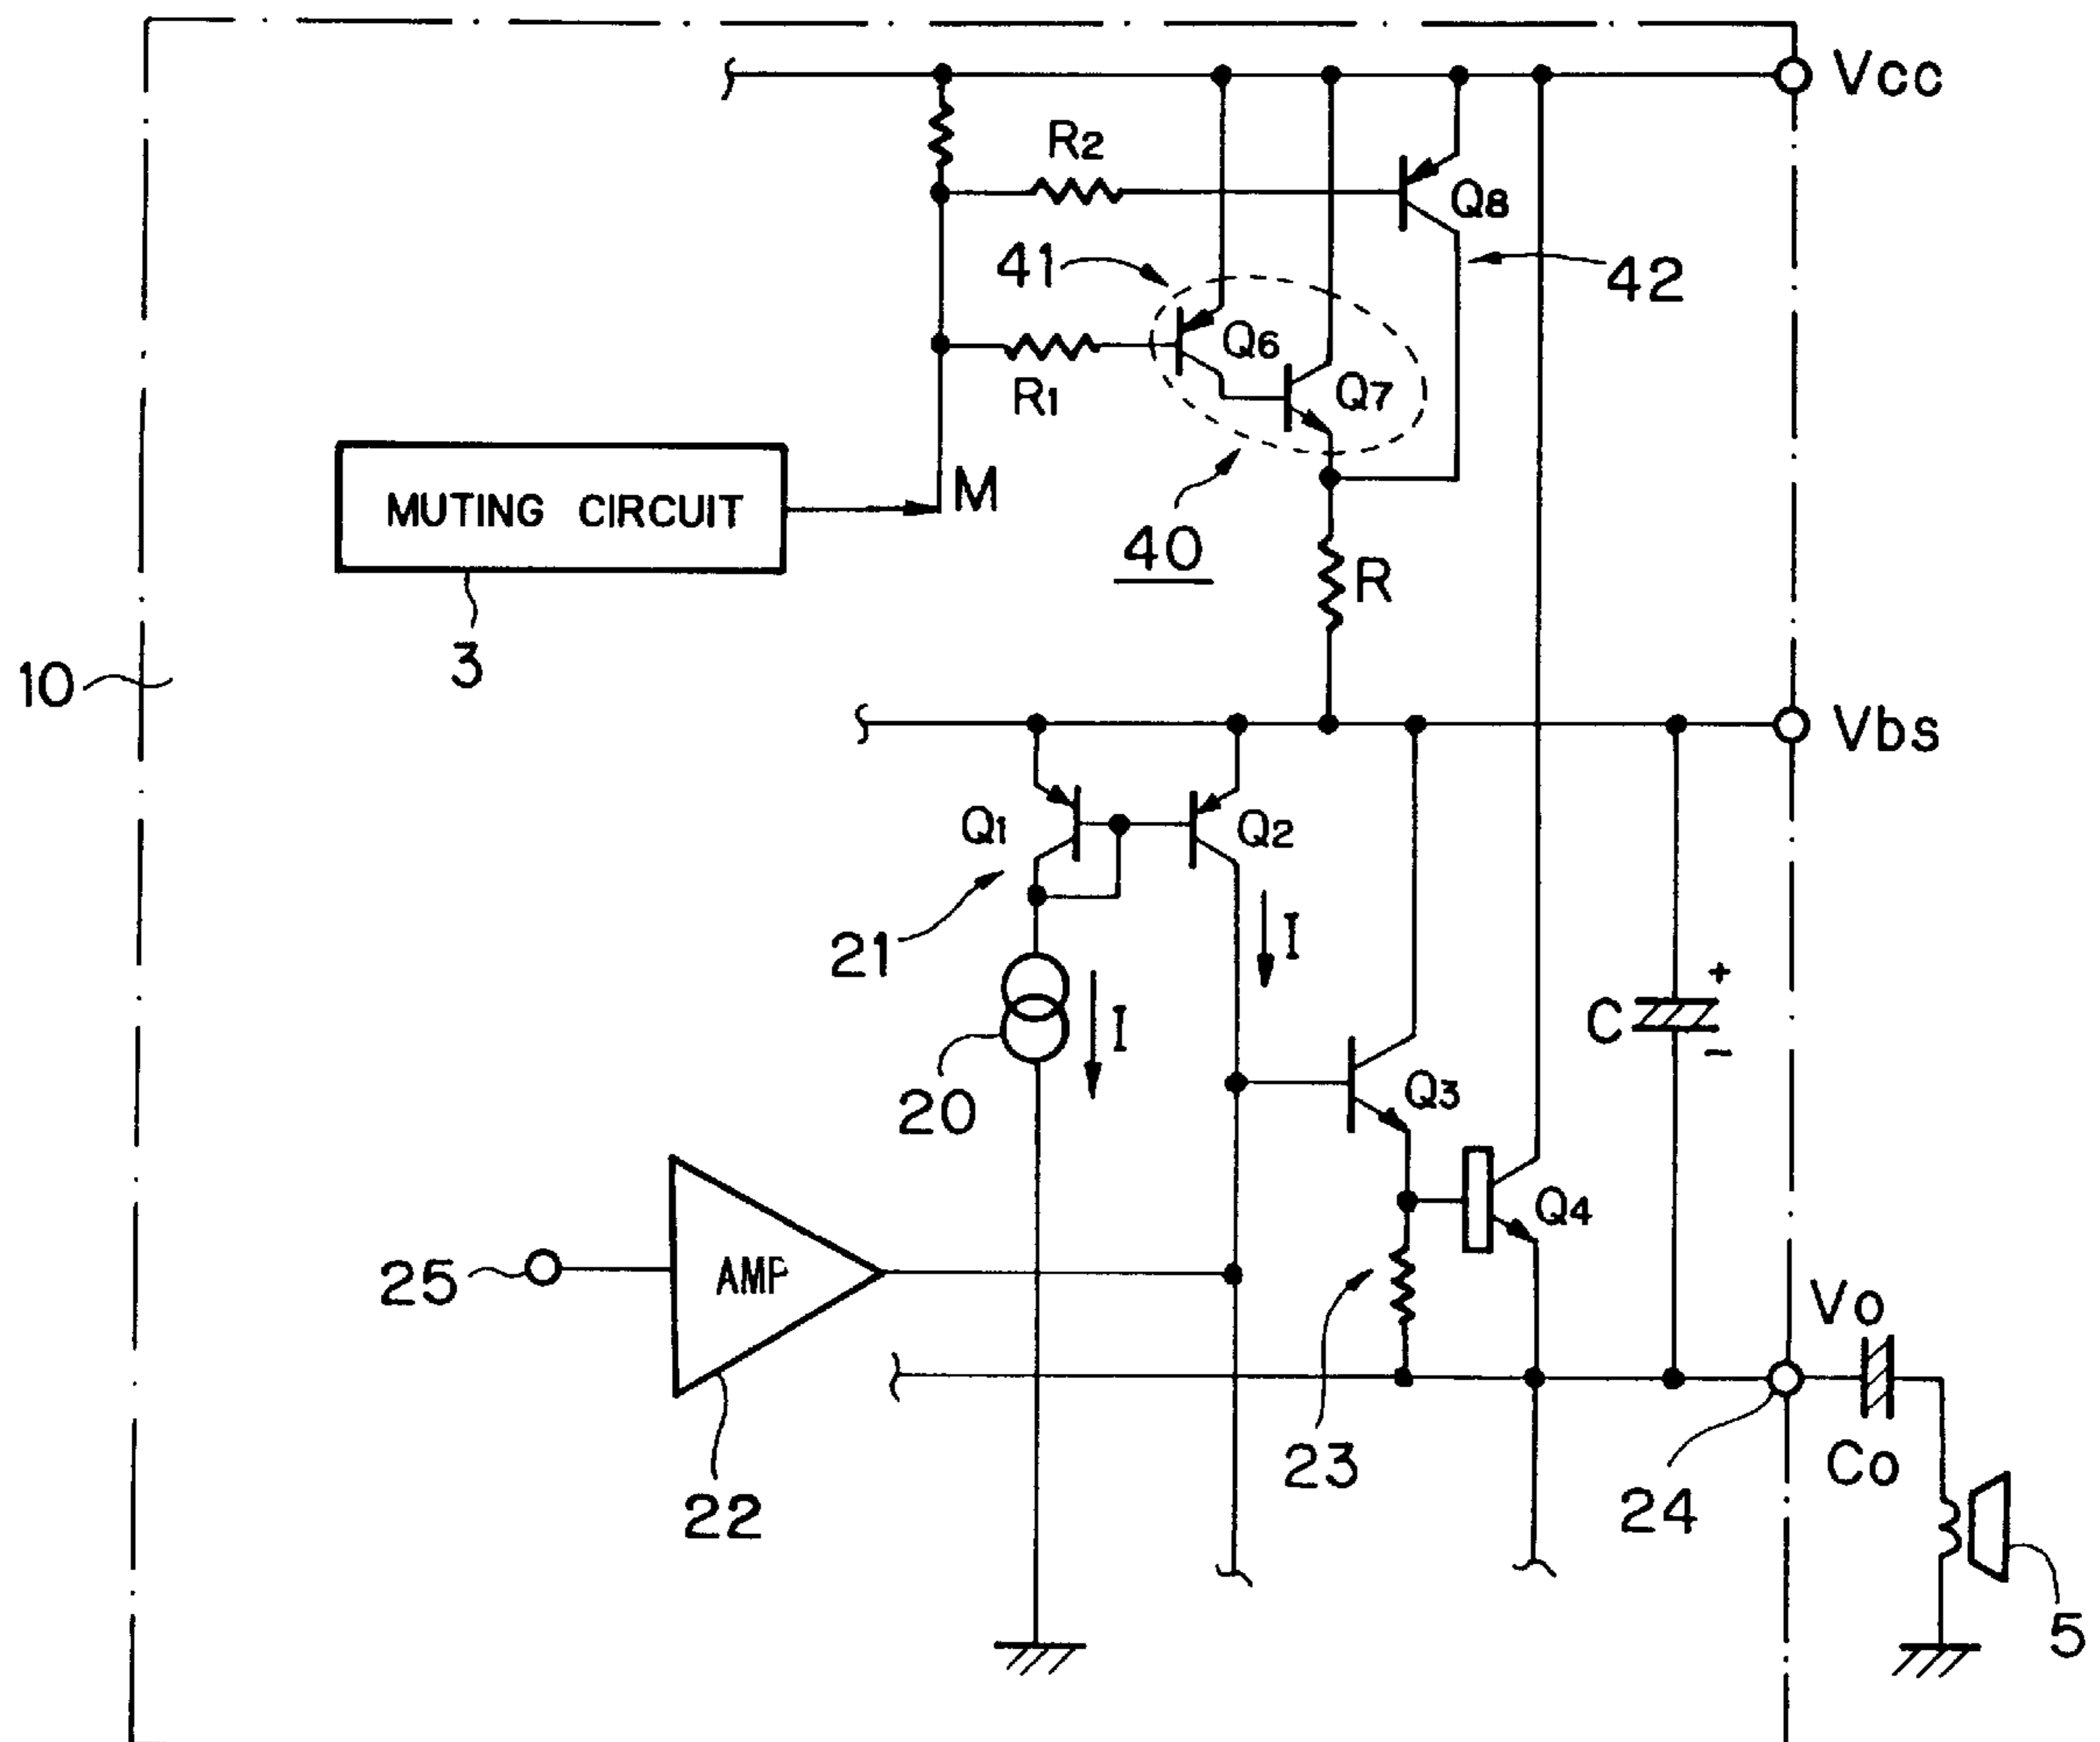 Vcc
R2
Q8
41
42
Q6
R1
Q7
MUTING CIRCUIT
M
40
R
3
10
Vbs
Q1
Q2
21
I
I
C
+
-
20
Q3
25
AMP
Q4
Vo
23
Co
22
24
5